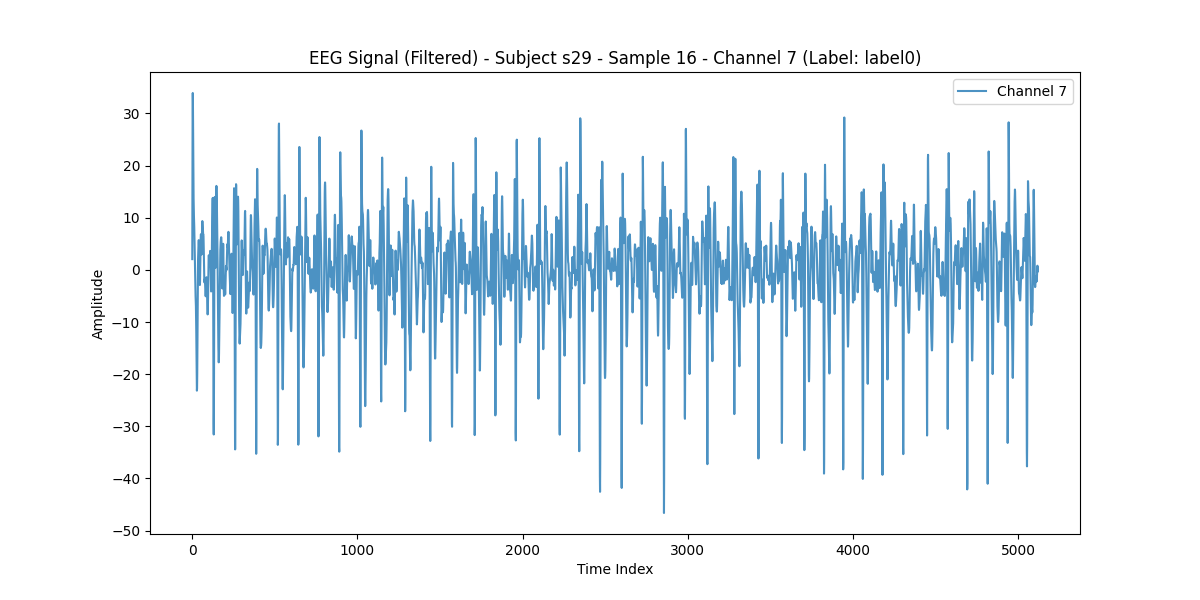 EEG Signal (Filtered) - Subject s29 - Sample 16 - Channel 7 (Label: label0)
Channel 7
30
20
10
0
−10
−20
−30
−40
−50
Amplitude
0 1000 2000 3000 4000 5000
Time Index